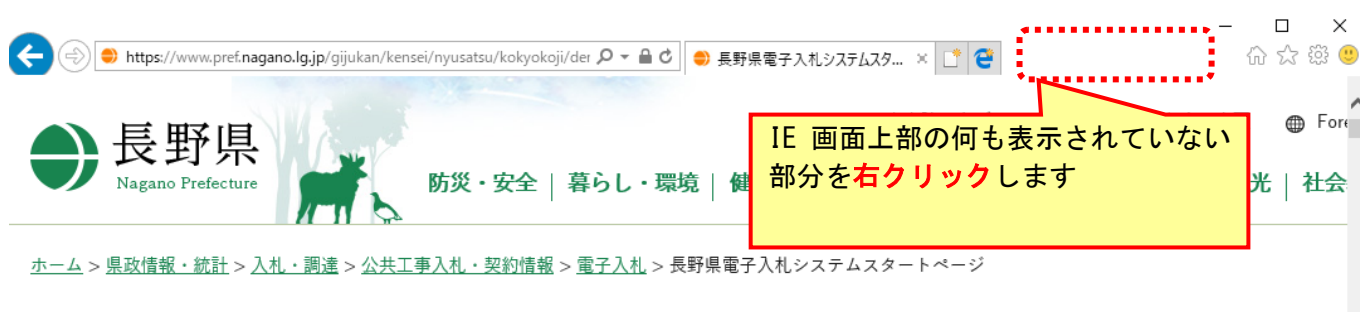 https://www.pref.nagano.lg.jp/gijukan/kensei/nyusatsu/kokyokoji/der
長野県電子入札システムスタ...
長野県
Nagano Prefecture
IE 画面上部の何も表示されていない
部分を右クリックします
Fore
防災・安全 | 暮らし・環境 | 健
光 | 社会
ホーム > 県政情報・統計 > 入札・調達 > 公共工事入札・契約情報 > 電子入札 > 長野県電子入札システムスタートページ